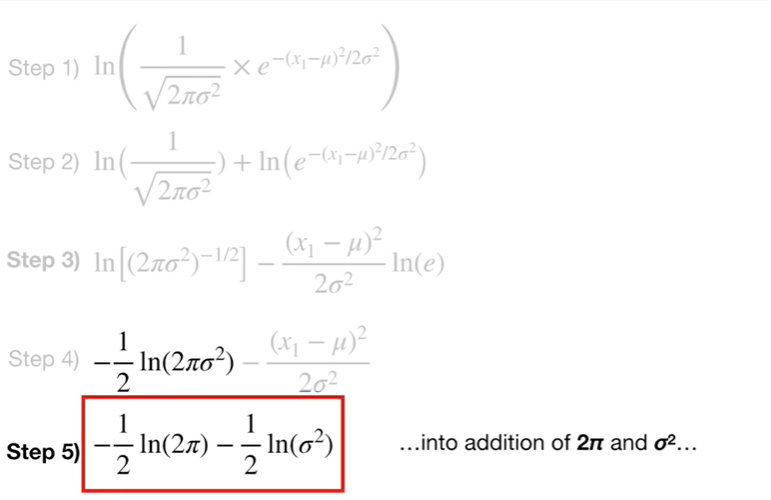 Step 1) ln(1/√(2πσ²) × e^(−(x₁−μ)²/2σ²))
Step 2) ln(1/√(2πσ²)) + ln(e^(−(x₁−μ)²/2σ²))
Step 3) ln[(2πσ²)^(−1/2)] − (x₁ − μ)²/2σ² ln(e)
Step 4) −1/2 ln(2πσ²) − (x₁ − μ)²/2σ²
Step 5) −1/2 ln(2π) − 1/2 ln(σ²) …into addition of 2π and σ²…